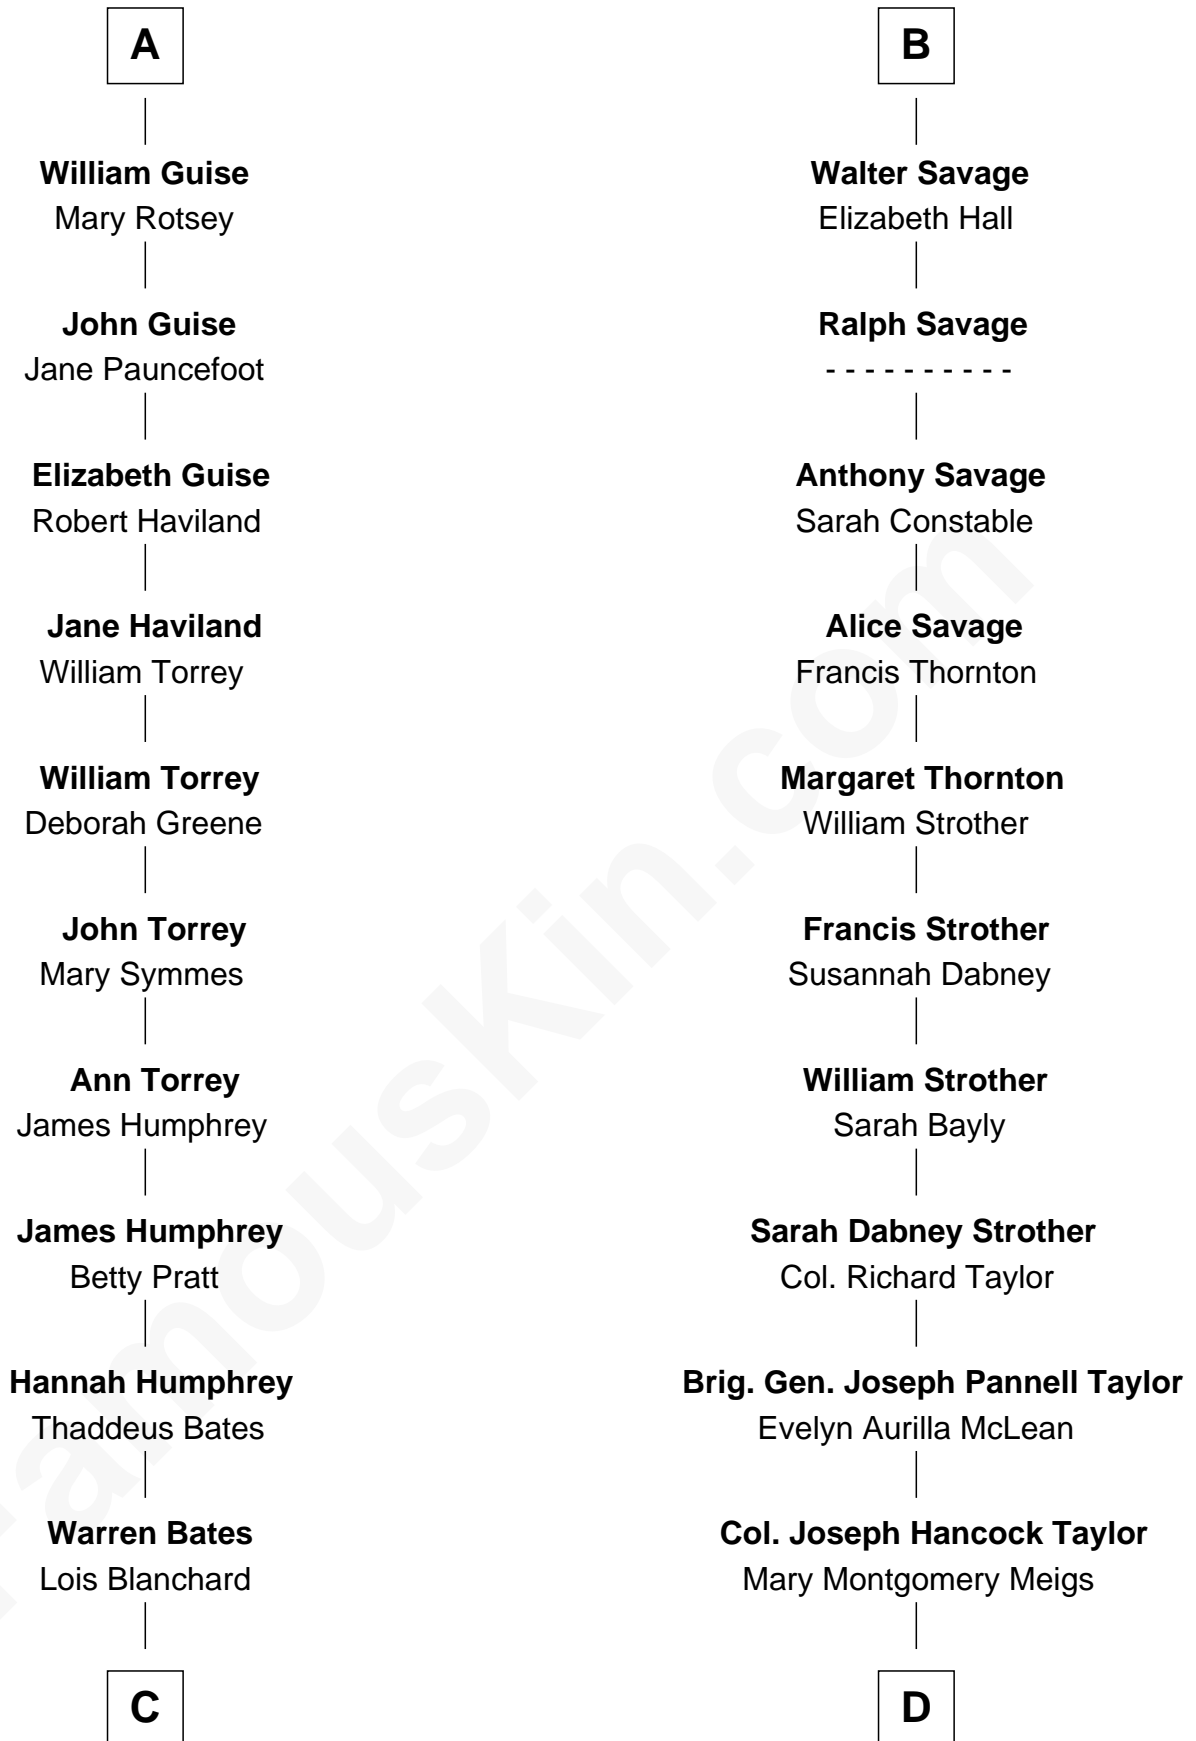 A
William Guise
Mary Rotsey
John Guise
Jane Pauncefoot
Elizabeth Guise
Robert Haviland
Jane Haviland
William Torrey
William Torrey
Deborah Greene
John Torrey
Mary Symmes
Ann Torrey
James Humphrey
James Humphrey
Betty Pratt
Hannah Humphrey
Thaddeus Bates
Warren Bates
Lois Blanchard
C
B
Walter Savage
Elizabeth Hall
Ralph Savage
- - - - - - - - - -
Anthony Savage
Sarah Constable
Alice Savage
Francis Thornton
Margaret Thornton
William Strother
Francis Strother
Susannah Dabney
William Strother
Sarah Bayly
Sarah Dabney Strother
Col. Richard Taylor
Brig. Gen. Joseph Pannell Taylor
Evelyn Aurilla McLean
Col. Joseph Hancock Taylor
Mary Montgomery Meigs
D
FamousKin.com